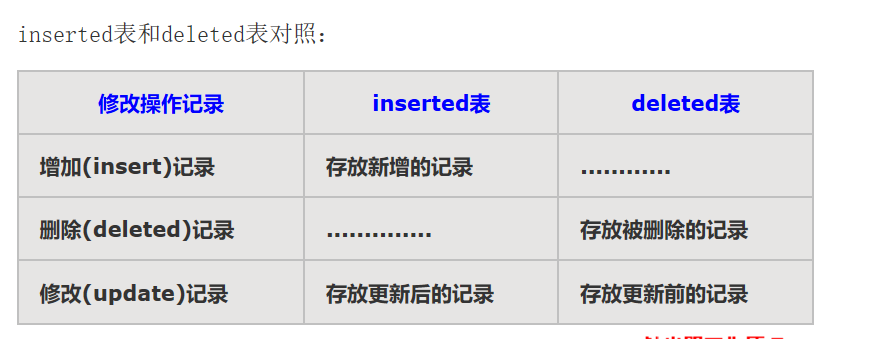 inserted表和deleted表对照：
修改操作记录 inserted表 deleted表
增加(insert)记录 存放新增的记录 ............
删除(deleted)记录 .............. 存放被删除的记录
修改(update)记录 存放更新后的记录 存放更新前的记录